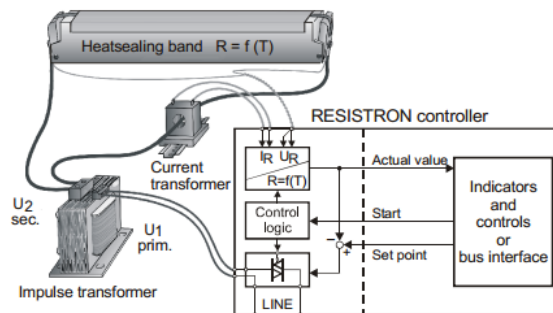 Heatsealing band R = f (T)
RESISTRON controller
Current
transformer
IR UR
R=f(T)
Actual value
Indicators
and
controls
or
bus interface
Control
logic
Start
Set point
–
+
U2
sec.
U1
prim.
Impulse transformer
LINE